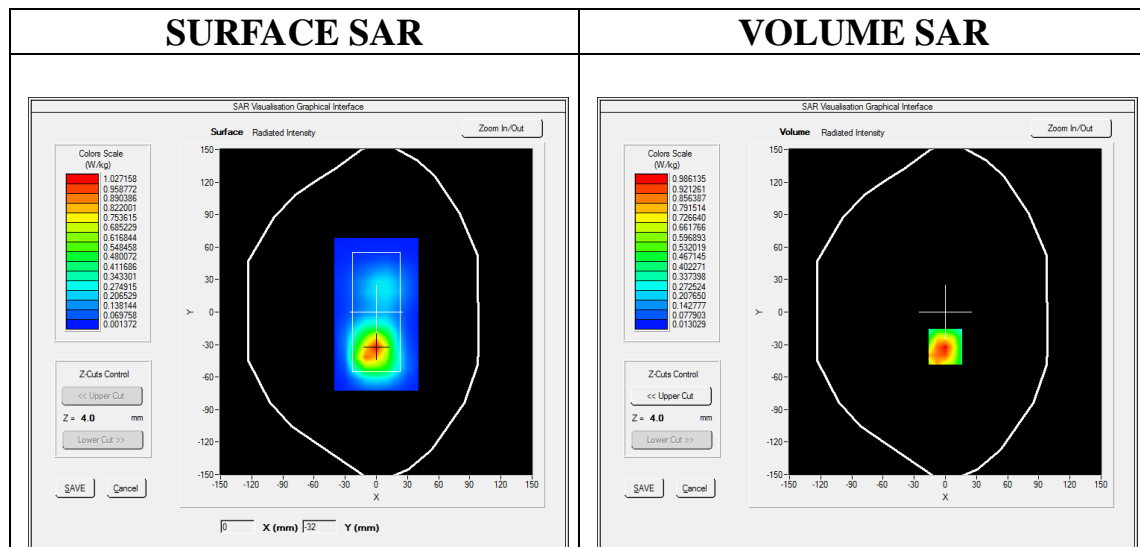 SURFACE SAR
VOLUME SAR
SAR Visualisation Graphical Interface
Surface Radiated Intensity
Zoom In/Out
Colors Scale
(W/kg)
1.027158
0.958772
0.890386
0.822001
0.753615
0.685229
0.616844
0.548458
0.480072
0.411686
0.343301
0.274915
0.206529
0.138144
0.069758
0.001372
Z-Cuts Control
<< Upper Cut
Z = 4.0 mm
Lower Cut >>
SAVE Cancel
150
120
90
60
30
0
-30
-60
-90
-120
-150
Y
-150 -120 -90 -60 -30 0 30 60 90 120 150
X
0 X (mm) -32 Y (mm)
SAR Visualisation Graphical Interface
Volume Radiated Intensity
Zoom In/Out
Colors Scale
(W/kg)
0.986135
0.921261
0.856387
0.791514
0.726640
0.661766
0.596893
0.532019
0.467145
0.402271
0.337398
0.272524
0.207650
0.142777
0.077903
0.013029
Z-Cuts Control
<< Upper Cut
Z = 4.0 mm
Lower Cut >>
SAVE Cancel
150
120
90
60
30
0
-30
-60
-90
-120
-150
Y
-150 -120 -90 -60 -30 0 30 60 90 120 150
X